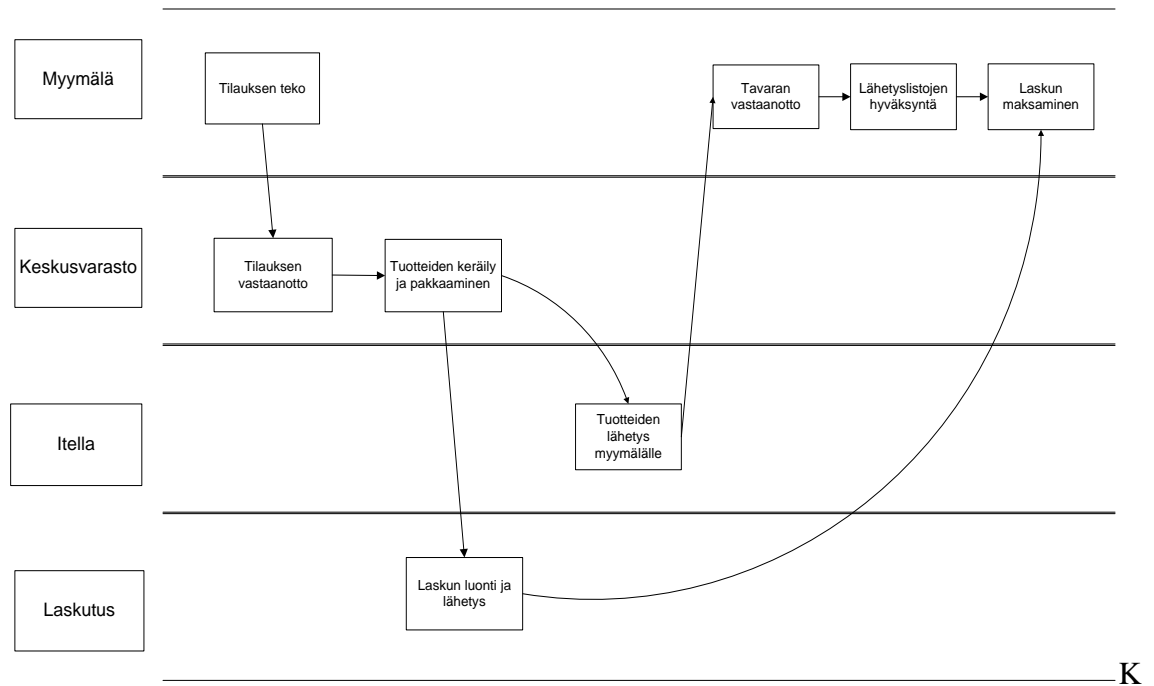 Myymälä
Tilauksen teko
Tavaran
vastaanotto
Lähetyslistojen
hyväksyntä
Laskun
maksaminen
Keskusvarasto
Tilauksen
vastaanotto
Tuotteiden keräily
ja pakkaaminen
Itella
Tuotteiden
lähetys
myymälälle
Laskutus
Laskun luonti ja
lähetys
K